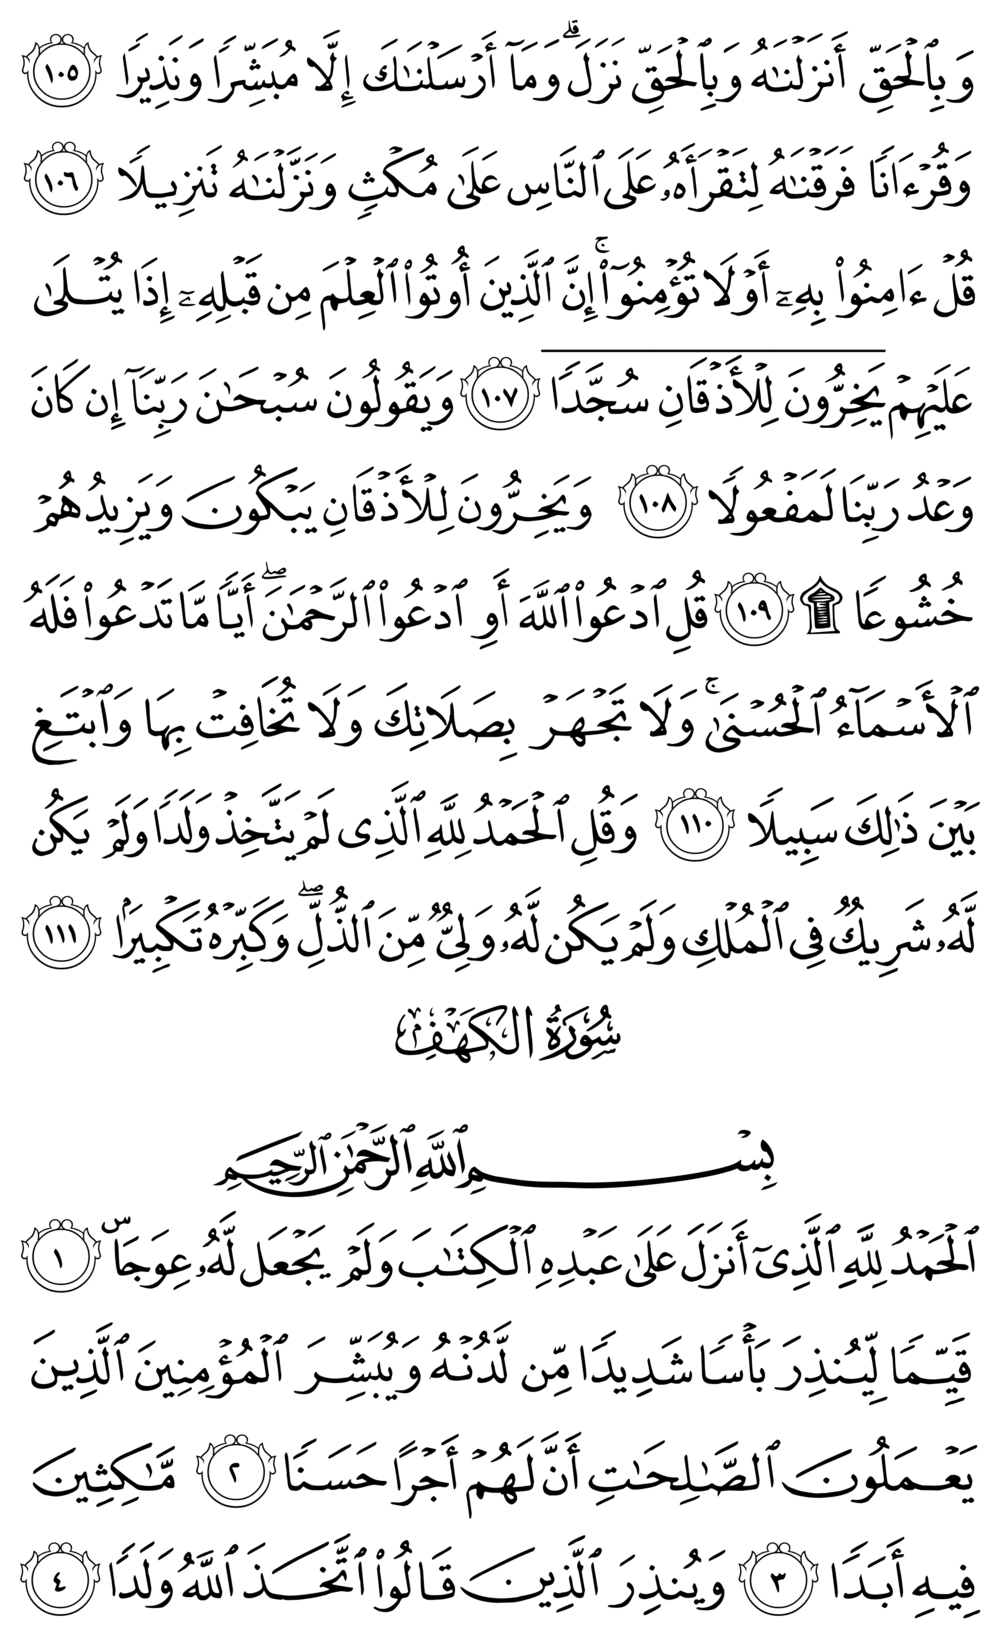 وَبِٱلۡحَقِّ أَنزَلۡنَٰهُ وَبِٱلۡحَقِّ نَزَلَۗ وَمَآ أَرۡسَلۡنَٰكَ إِلَّا مُبَشِّرٗا وَنَذِيرٗا ١٠٥
وَقُرۡءَانٗا فَرَقۡنَٰهُ لِتَقۡرَأَهُۥ عَلَى ٱلنَّاسِ عَلَىٰ مُكۡثٖ وَنَزَّلۡنَٰهُ تَنزِيلٗا ١٠٦
قُلۡ ءَامِنُواْ بِهِۦٓ أَوۡ لَا تُؤۡمِنُوٓاْۚ إِنَّ ٱلَّذِينَ أُوتُواْ ٱلۡعِلۡمَ مِن قَبۡلِهِۦٓ إِذَا يُتۡلَىٰ
عَلَيۡهِمۡ يَخِرُّونَۤ لِلۡأَذۡقَانِۤ سُجَّدٗاۤ ١٠٧ وَيَقُولُونَ سُبۡحَٰنَ رَبِّنَآ إِن كَانَ
وَعۡدُ رَبِّنَا لَمَفۡعُولٗا ١٠٨ وَيَخِرُّونَ لِلۡأَذۡقَانِ يَبۡكُونَ وَيَزِيدُهُمۡ
خُشُوعٗا ۩ ١٠٩ قُلِ ٱدۡعُواْ ٱللَّهَ أَوِ ٱدۡعُواْ ٱلرَّحۡمَٰنَۖ أَيّٗا مَّا تَدۡعُواْ فَلَهُ
ٱلۡأَسۡمَآءُ ٱلۡحُسۡنَىٰۚ وَلَا تَجۡهَرۡ بِصَلَاتِكَ وَلَا تُخَافِتۡ بِهَا وَٱبۡتَغِ
بَيۡنَ ذَٰلِكَ سَبِيلٗا ١١٠ وَقُلِ ٱلۡحَمۡدُ لِلَّهِ ٱلَّذِي لَمۡ يَتَّخِذۡ وَلَدٗا وَلَمۡ يَكُن
لَّهُۥ شَرِيكٞ فِي ٱلۡمُلۡكِ وَلَمۡ يَكُن لَّهُۥ وَلِيّٞ مِّنَ ٱلذُّلِّۖ وَكَبِّرۡهُ تَكۡبِيرَۢا ١١١
سُورَةُ الكَهۡفِ
بِسۡمِ ٱللَّهِ ٱلرَّحۡمَٰنِ ٱلرَّحِيمِ
ٱلۡحَمۡدُ لِلَّهِ ٱلَّذِيٓ أَنزَلَ عَلَىٰ عَبۡدِهِ ٱلۡكِتَٰبَ وَلَمۡ يَجۡعَل لَّهُۥ عِوَجَاۜ ١
قَيِّمٗا لِّيُنذِرَ بَأۡسٗا شَدِيدٗا مِّن لَّدُنۡهُ وَيُبَشِّرَ ٱلۡمُؤۡمِنِينَ ٱلَّذِينَ
يَعۡمَلُونَ ٱلصَّٰلِحَٰتِ أَنَّ لَهُمۡ أَجۡرًا حَسَنٗا ٢ مَّٰكِثِينَ
فِيهِ أَبَدٗا ٣ وَيُنذِرَ ٱلَّذِينَ قَالُواْ ٱتَّخَذَ ٱللَّهُ وَلَدٗا ٤